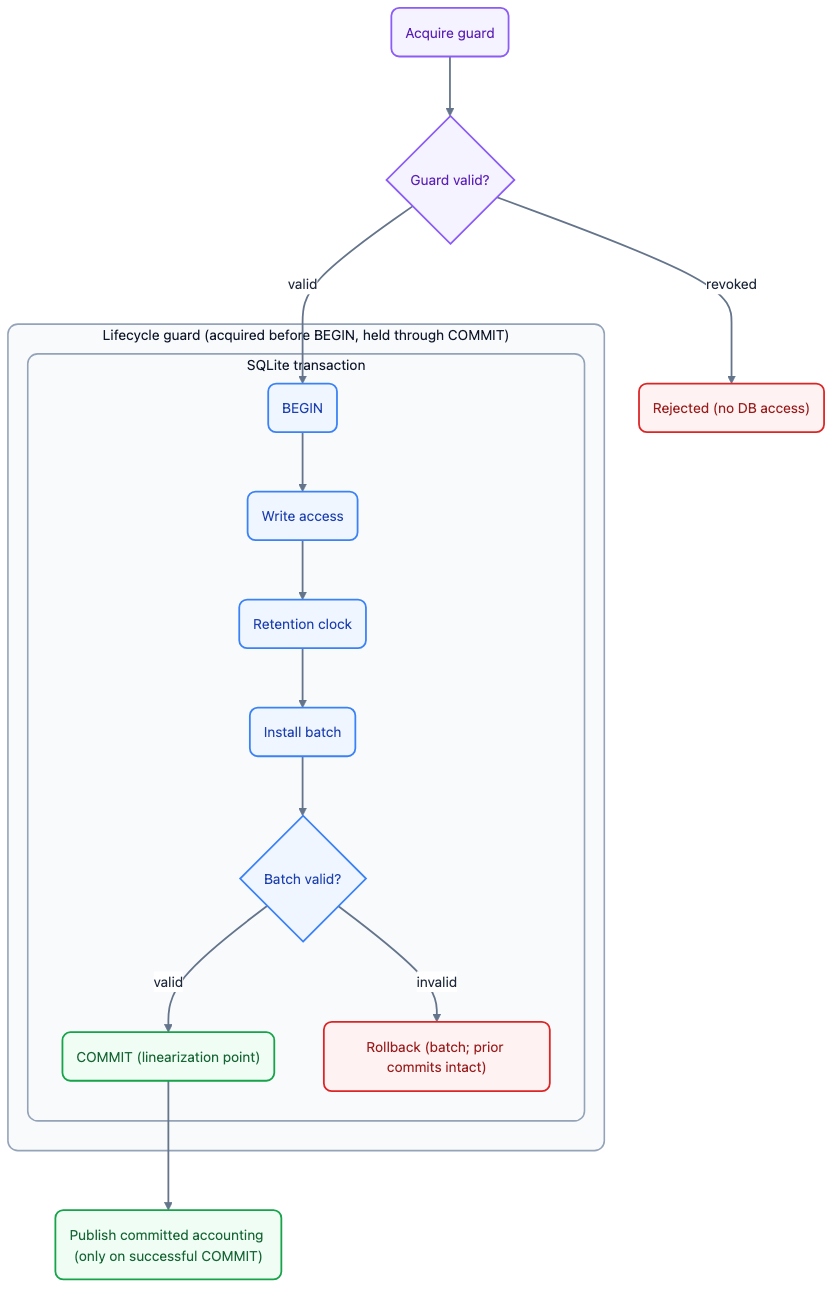 Acquire guard
Guard valid?
valid
revoked
Lifecycle guard (acquired before BEGIN, held through COMMIT)
SQLite transaction
BEGIN
Rejected (no DB access)
Write access
Retention clock
Install batch
Batch valid?
valid
invalid
COMMIT (linearization point)
Rollback (batch; prior
commits intact)
Publish committed accounting
(only on successful COMMIT)